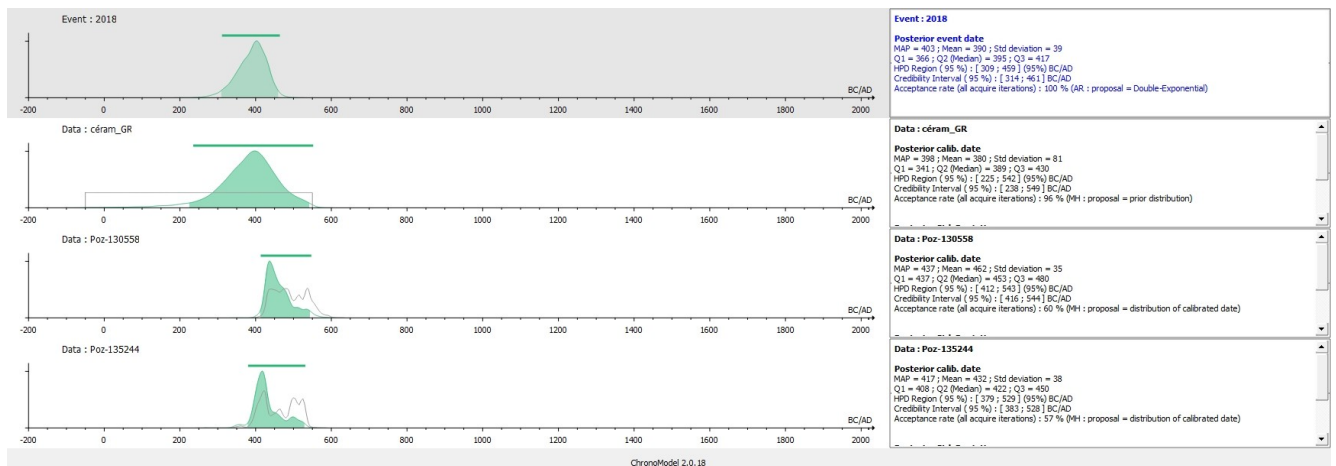 Event : 2018
BC/AD
-200 0 200 400 600 800 1000 1200 1400 1600 1800 2000
Event : 2018
Posterior event date
MAP = 403 ; Mean = 390 ; Std deviation = 39
Q1 = 366 ; Q2 (Median) = 395 ; Q3 = 417
HPD Region ( 95 %) : [ 309 ; 459] (95%) BC/AD
Credibility Interval ( 95 %) : [ 314 ; 461] BC/AD
Acceptance rate (all acquire iterations) : 100 % (AR : proposal = Double-Exponential)
Data : céram_GR
BC/AD
-200 0 200 400 600 800 1000 1200 1400 1600 1800 2000
Data : céram_GR
Posterior calib. date
MAP = 398 ; Mean = 380 ; Std deviation = 81
Q1 = 341 ; Q2 (Median) = 389 ; Q3 = 430
HPD Region ( 95 %) : [ 225 ; 542] (95%) BC/AD
Credibility Interval ( 95 %) : [ 238 ; 549] BC/AD
Acceptance rate (all acquire iterations) : 96 % (MH : proposal = prior distribution)
Data : Poz-130558
BC/AD
-200 0 200 400 600 800 1000 1200 1400 1600 1800 2000
Data : Poz-130558
Posterior calib. date
MAP = 437 ; Mean = 462 ; Std deviation = 35
Q1 = 437 ; Q2 (Median) = 453 ; Q3 = 480
HPD Region ( 95 %) : [ 412 ; 543] (95%) BC/AD
Credibility Interval ( 95 %) : [ 416 ; 544] BC/AD
Acceptance rate (all acquire iterations) : 60 % (MH : proposal = distribution of calibrated date)
Data : Poz-135244
BC/AD
-200 0 200 400 600 800 1000 1200 1400 1600 1800 2000
Data : Poz-135244
Posterior calib. date
MAP = 417 ; Mean = 432 ; Std deviation = 38
Q1 = 408 ; Q2 (Median) = 422 ; Q3 = 450
HPD Region ( 95 %) : [ 379 ; 529] (95%) BC/AD
Credibility Interval ( 95 %) : [ 383 ; 528] BC/AD
Acceptance rate (all acquire iterations) : 57 % (MH : proposal = distribution of calibrated date)
ChronoModel 2.0.18